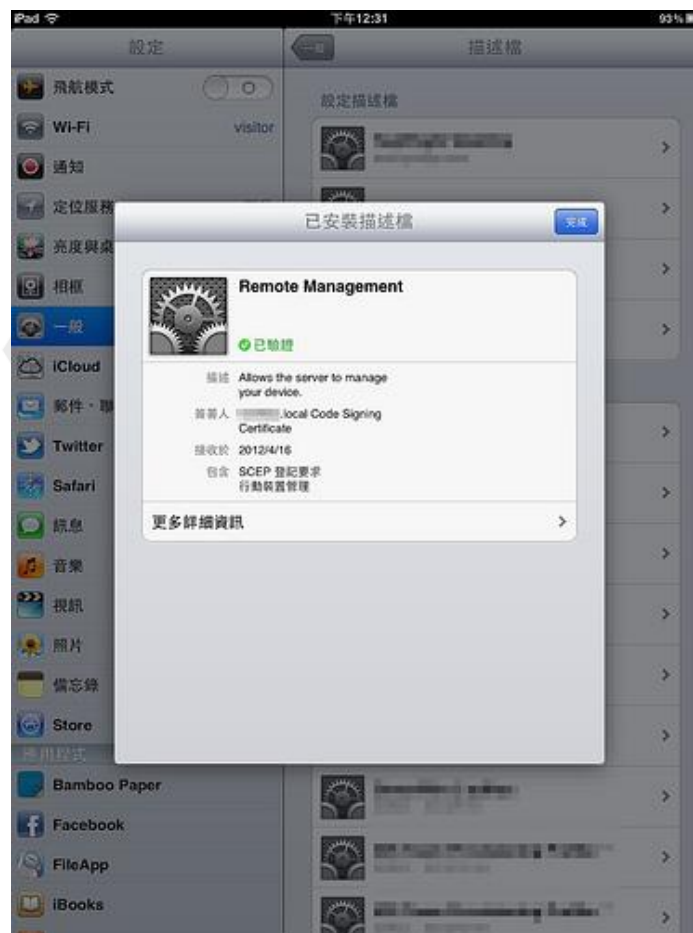 iPad
下午12:31
93%
設定
一般
描述檔
飛航模式
設定描述檔
Wi-Fi
visitor
通知
定位服務
已安裝描述檔
完成
亮度與桌
相框
Remote Management
一般
已驗證
iCloud
描述 Allows the server to manage
your device.
郵件、聯
簽署人 .local Code Signing
Certificate
Twitter
接收於 2012/4/16
包含 SCEP 登記要求
行動裝置管理
Safari
訊息
更多詳細資訊
音樂
視訊
照片
備忘錄
Store
應用程式
Bamboo Paper
Facebook
FileApp
iBooks